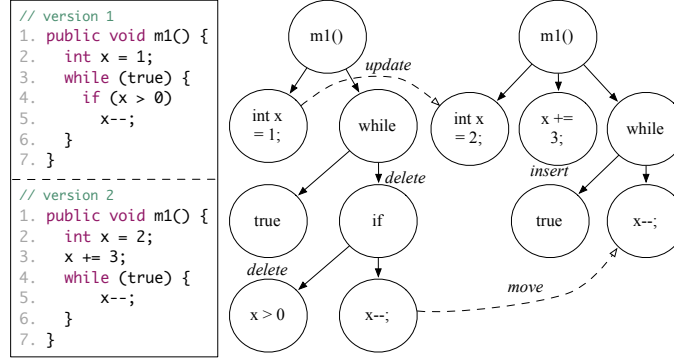 // version 1
1. public void m1() {
2. int x = 1;
3. while (true) {
4. if (x > 0)
5. x--;
6. }
7. }
// version 2
1. public void m1() {
2. int x = 2;
3. x += 3;
4. while (true) {
5. x--;
6. }
7. }
m1()
update
int x
= 1;
while
delete
true
if
delete
x > 0
x--;
move
m1()
int x
= 2;
x +=
3;
insert
while
true
x--;